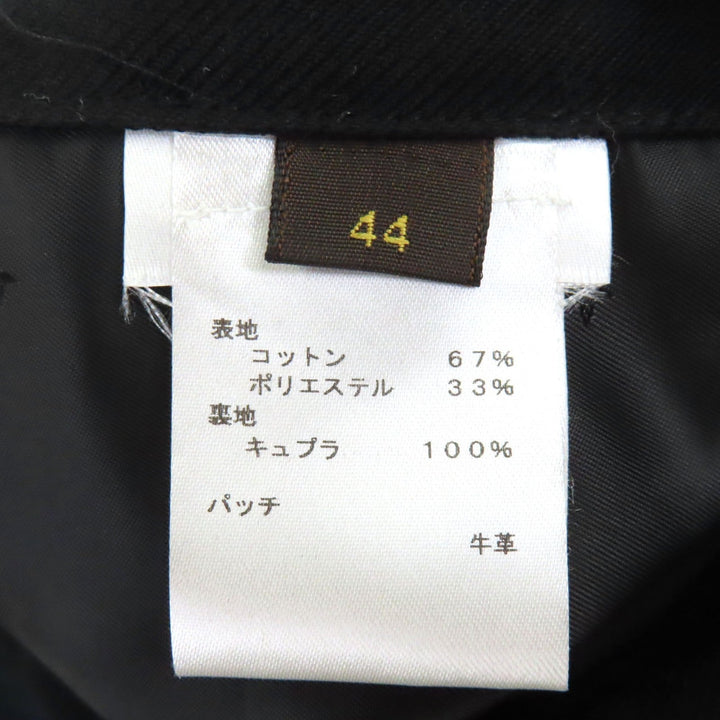 44
表地
コットン 67%
ポリエステル 33%
裏地
キュプラ 100%
パッチ
牛革